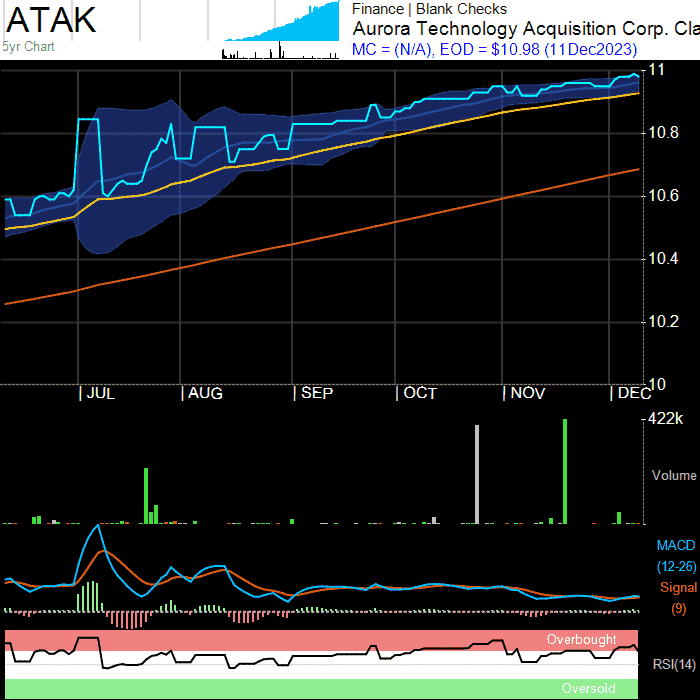 ATAK
5yr Chart
Finance | Blank Checks
Aurora Technology Acquisition Corp. Cla
MC = (N/A), EOD = $10.98 (11Dec2023)
11
10.8
10.6
10.4
10.2
10
| JUL | AUG | SEP | OCT | NOV | DEC
422k
Volume
MACD
(12-26)
Signal
(9)
Overbought
RSI(14)
Oversold